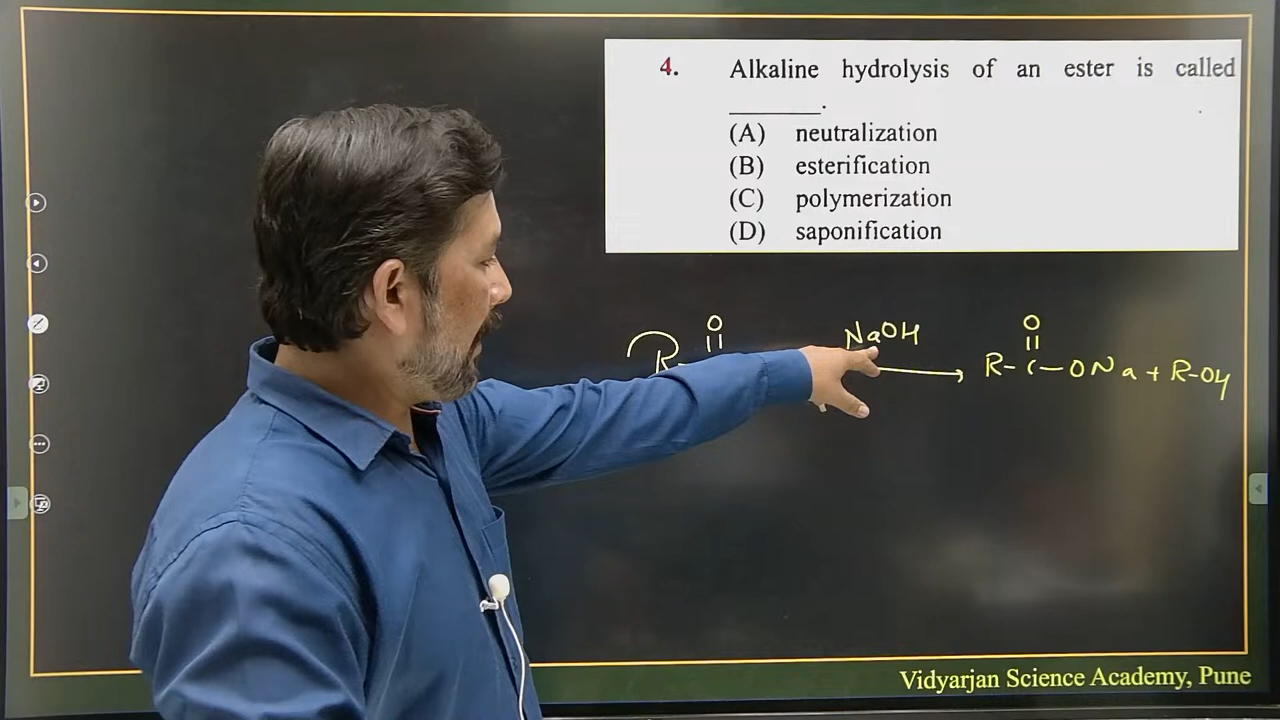 4. Alkaline hydrolysis of an ester is called
______.
(A) neutralization
(B) esterification
(C) polymerization
(D) saponification
O O
|| NaOH ||
R- R-C-ONa + R-OH
Vidyarjan Science Academy, Pune